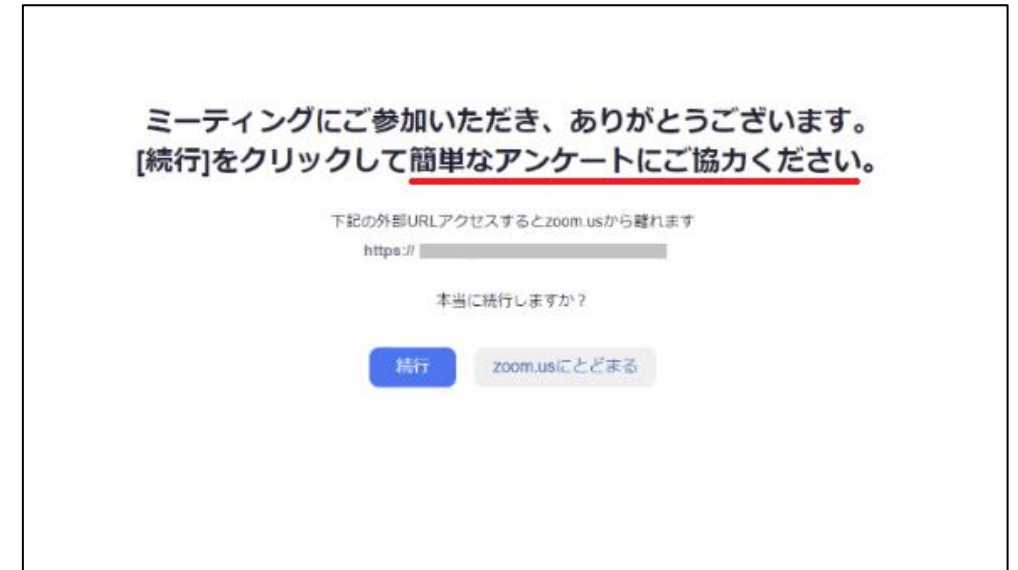 ミーティングにご参加いただき、ありがとうございます。
[続行]をクリックして簡単なアンケートにご協力ください。
下記の外部URLアクセスするとzoom.usから離れます
https://
本当に続行しますか？
続行
zoom.usにとどまる